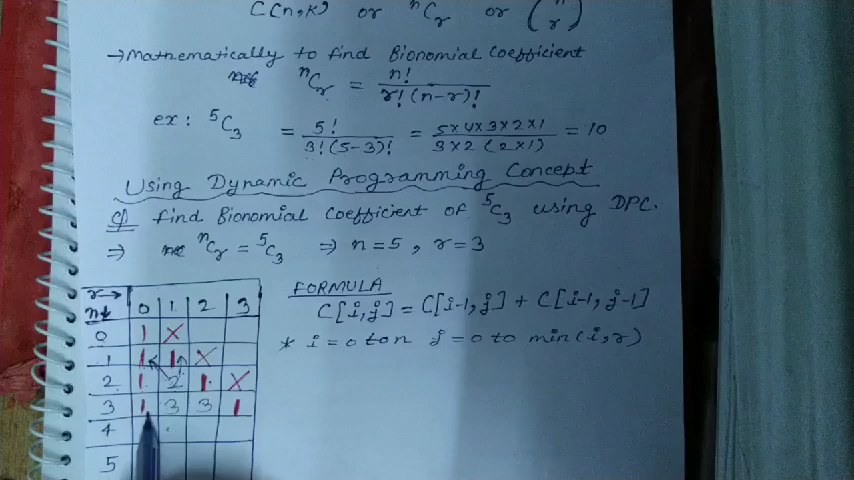 C(n,k) or nCr or (n r)
→ Mathematically to find Bionomial Coefficient
nCr = n! / r!(n-r)!
ex: 5C3 = 5! / 3!(5-3)! = 5×4×3×2×1 / 3×2(2×1) = 10
Using Dynamic Programming Concept
Q find Bionomial Coefficient of 5C3 using DPC.
⇒ nCr = 5C3 ⇒ n=5, r=3
FORMULA
C[i,j] = C[i-1,j] + C[i-1,j-1]
* i=0 to n j=0 to min(i,r)
r→ 0 1 2 3
n↓
0 1 X
1 1 1 X
2 1 2 1 X
3 1 3 3 1
4
5